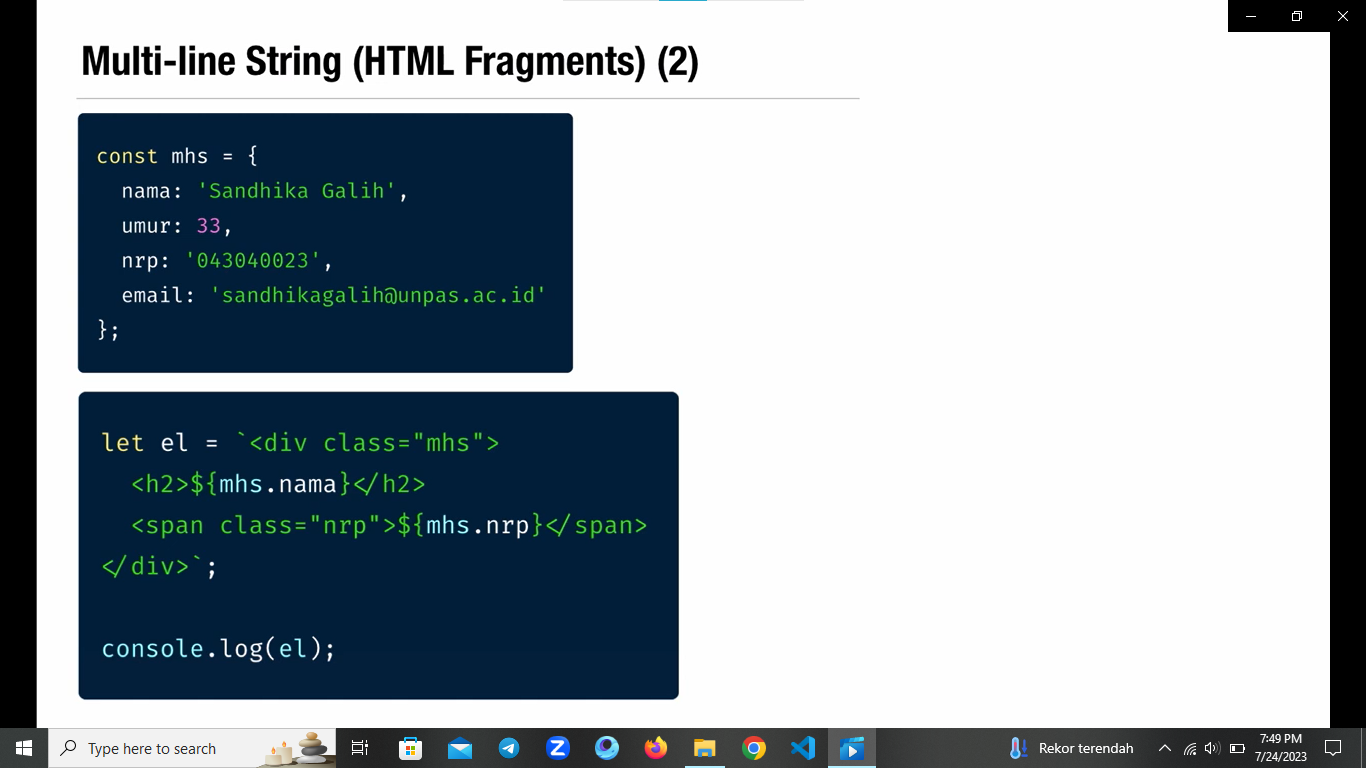 Multi-line String (HTML Fragments) (2)
const mhs = {
  nama: 'Sandhika Galih',
  umur: 33,
  nrp: '043040023',
  email: 'sandhikagalih@unpas.ac.id'
};
let el = `<div class="mhs">
  <h2>${mhs.nama}</h2>
  <span class="nrp">${mhs.nrp}</span>
</div>`;
console.log(el);
Type here to search
Rekor terendah
7:49 PM
7/24/2023